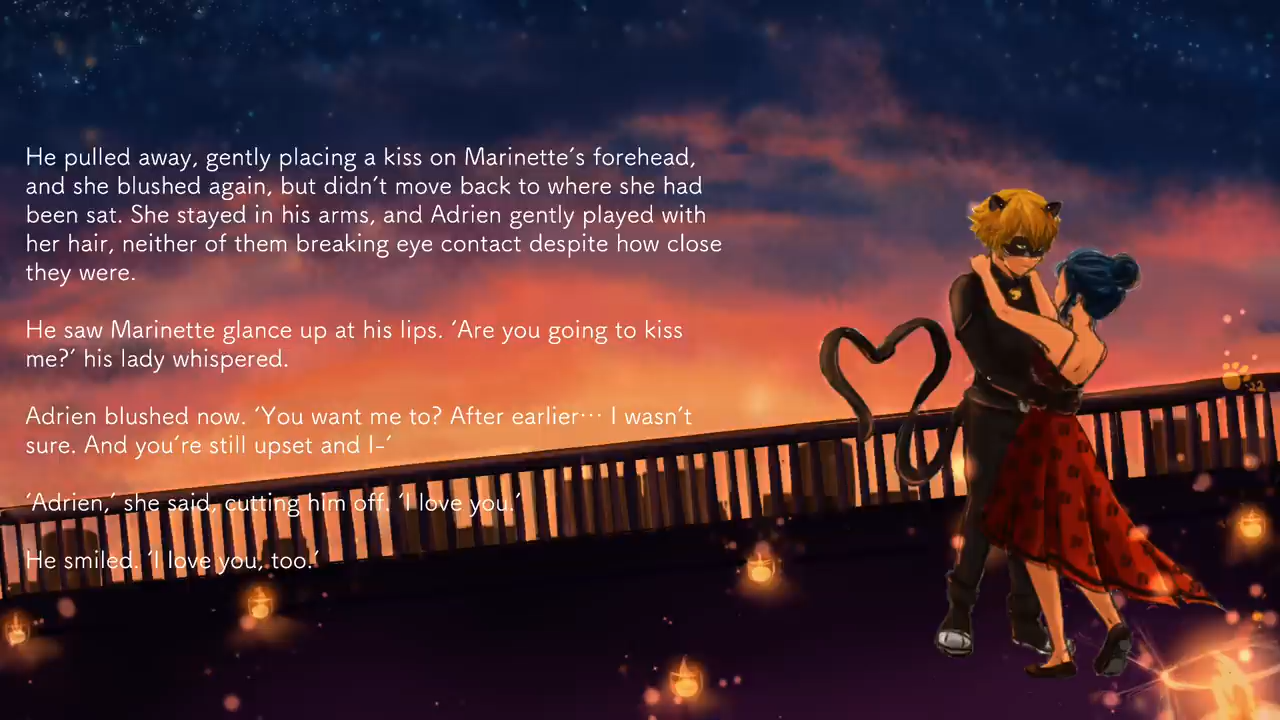 He pulled away, gently placing a kiss on Marinette's forehead,
and she blushed again, but didn't move back to where she had
been sat. She stayed in his arms, and Adrien gently played with
her hair, neither of them breaking eye contact despite how close
they were.
He saw Marinette glance up at his lips. 'Are you going to kiss
me?' his lady whispered.
Adrien blushed now. 'You want me to? After earlier… I wasn't
sure. And you're still upset and I-'
'Adrien,' she said, cutting him off. 'I love you.'
He smiled. 'I love you, too.'
'22